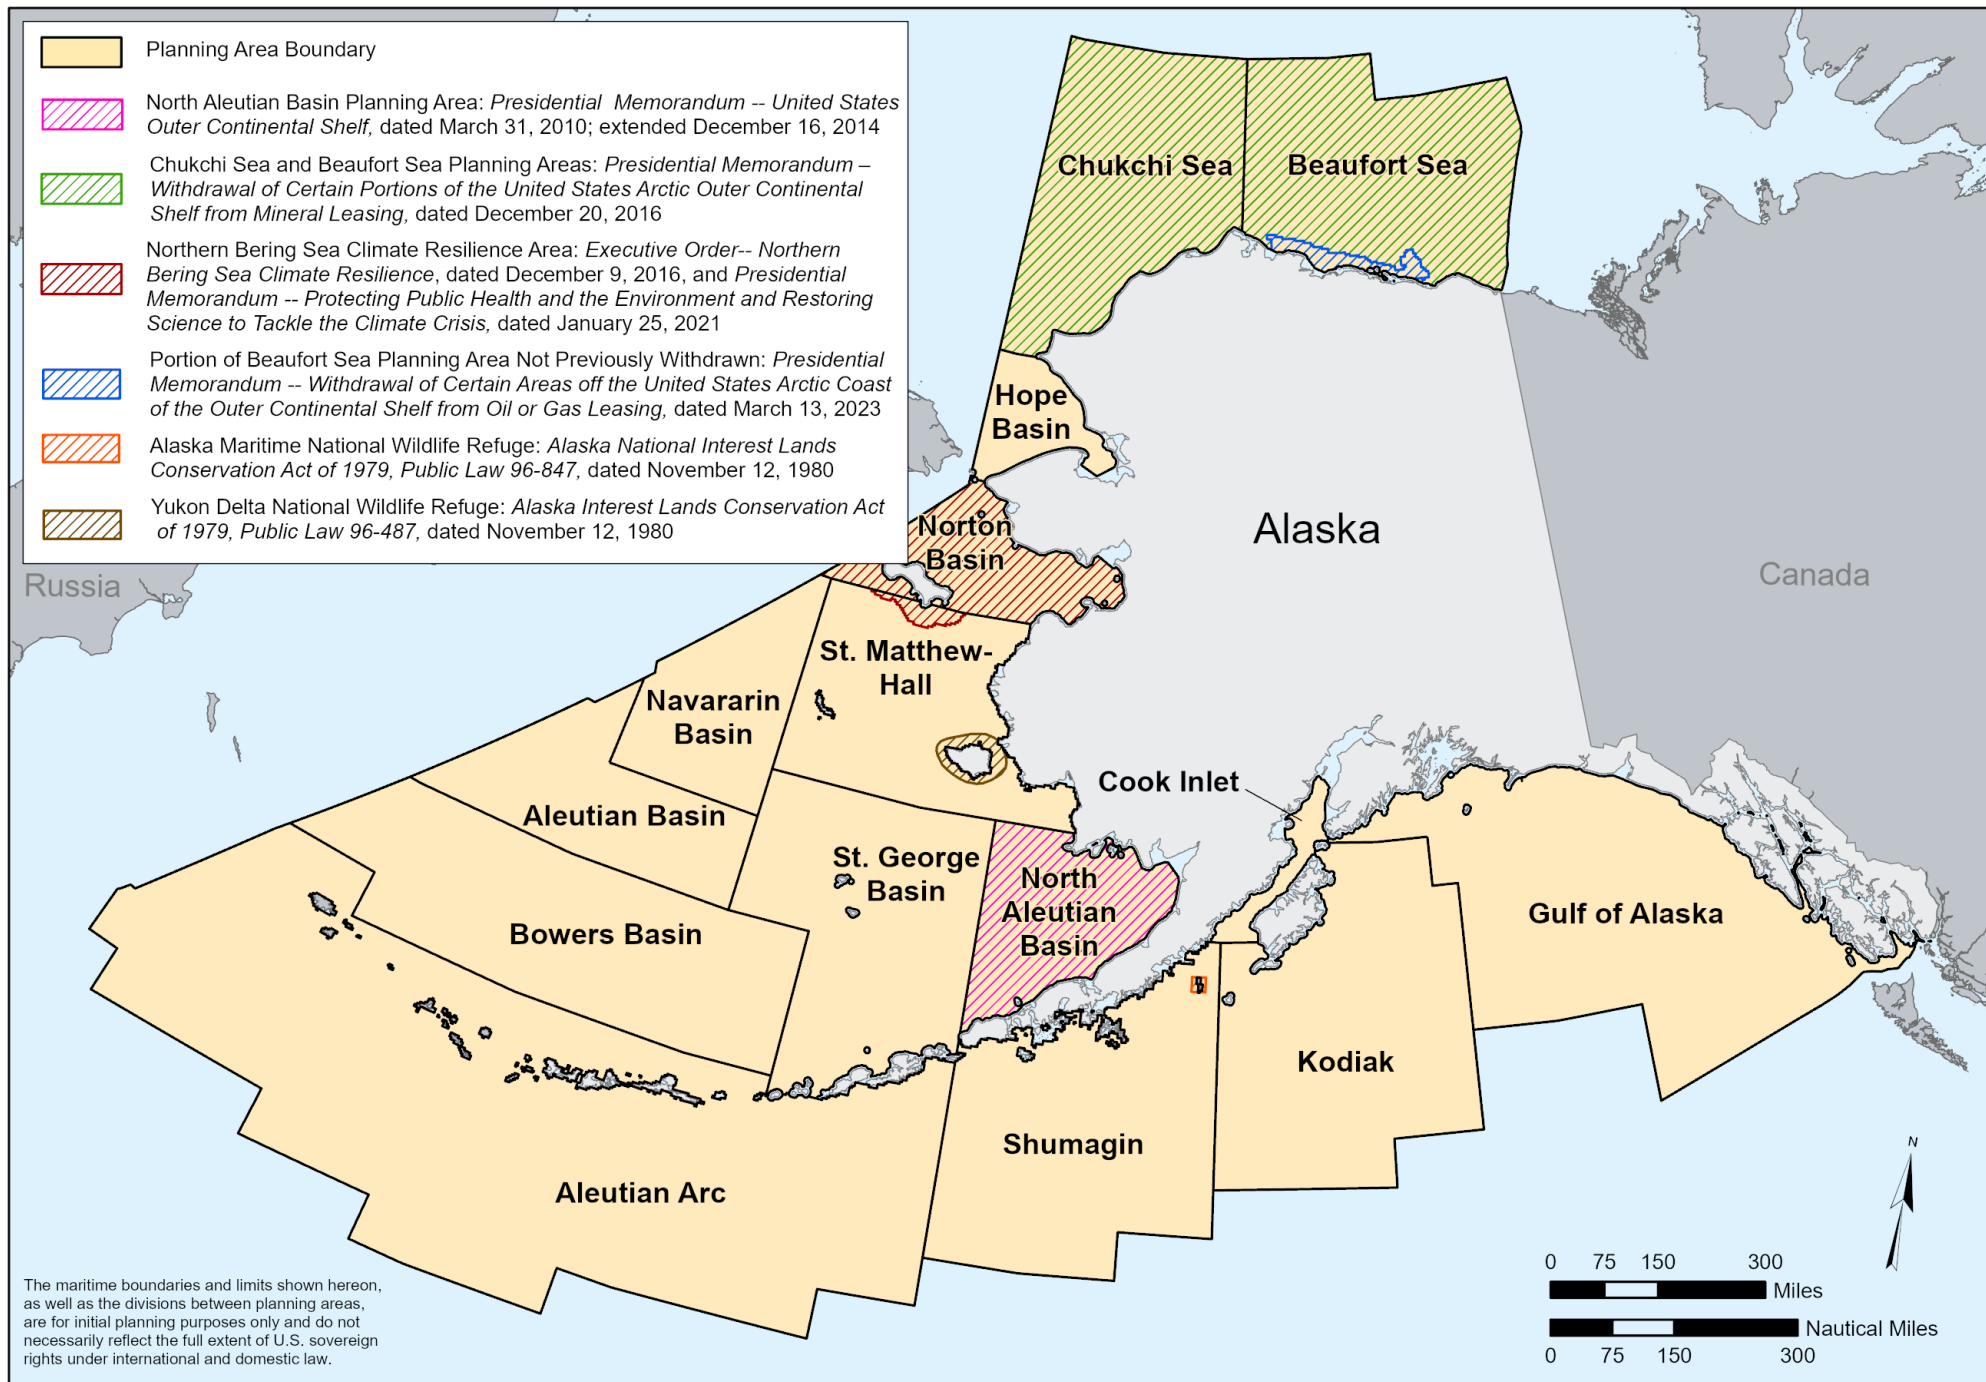 Planning Area Boundary
North Aleutian Basin Planning Area: Presidential Memorandum -- United States
Outer Continental Shelf, dated March 31, 2010; extended December 16, 2014
Chukchi Sea and Beaufort Sea Planning Areas: Presidential Memorandum –
Withdrawal of Certain Portions of the United States Arctic Outer Continental
Shelf from Mineral Leasing, dated December 20, 2016
Northern Bering Sea Climate Resilience Area: Executive Order-- Northern
Bering Sea Climate Resilience, dated December 9, 2016, and Presidential
Memorandum -- Protecting Public Health and the Environment and Restoring
Science to Tackle the Climate Crisis, dated January 25, 2021
Portion of Beaufort Sea Planning Area Not Previously Withdrawn: Presidential
Memorandum -- Withdrawal of Certain Areas off the United States Arctic Coast
of the Outer Continental Shelf from Oil or Gas Leasing, dated March 13, 2023
Alaska Maritime National Wildlife Refuge: Alaska National Interest Lands
Conservation Act of 1979, Public Law 96-847, dated November 12, 1980
Yukon Delta National Wildlife Refuge: Alaska Interest Lands Conservation Act
of 1979, Public Law 96-487, dated November 12, 1980
Chukchi Sea
Beaufort Sea
Hope
Basin
Norton
Basin
Alaska
Russia
Canada
St. Matthew-
Hall
Navararin
Basin
Cook Inlet
Aleutian Basin
St. George
Basin
North
Aleutian
Basin
Gulf of Alaska
Bowers Basin
Kodiak
Shumagin
Aleutian Arc
N
0 75 150 300
Miles
Nautical Miles
0 75 150 300
The maritime boundaries and limits shown hereon,
as well as the divisions between planning areas,
are for initial planning purposes only and do not
necessarily reflect the full extent of U.S. sovereign
rights under international and domestic law.